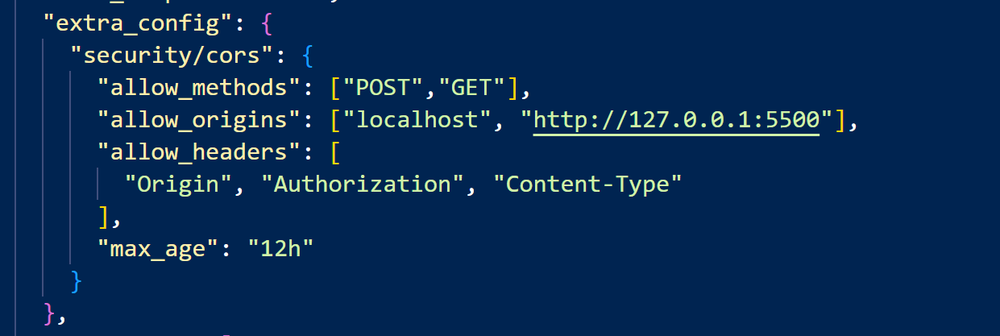 "extra_config": {
"security/cors": {
"allow_methods": ["POST","GET"],
"allow_origins": ["localhost", "http://127.0.0.1:5500"],
"allow_headers": [
"Origin", "Authorization", "Content-Type"
],
"max_age": "12h"
}
},